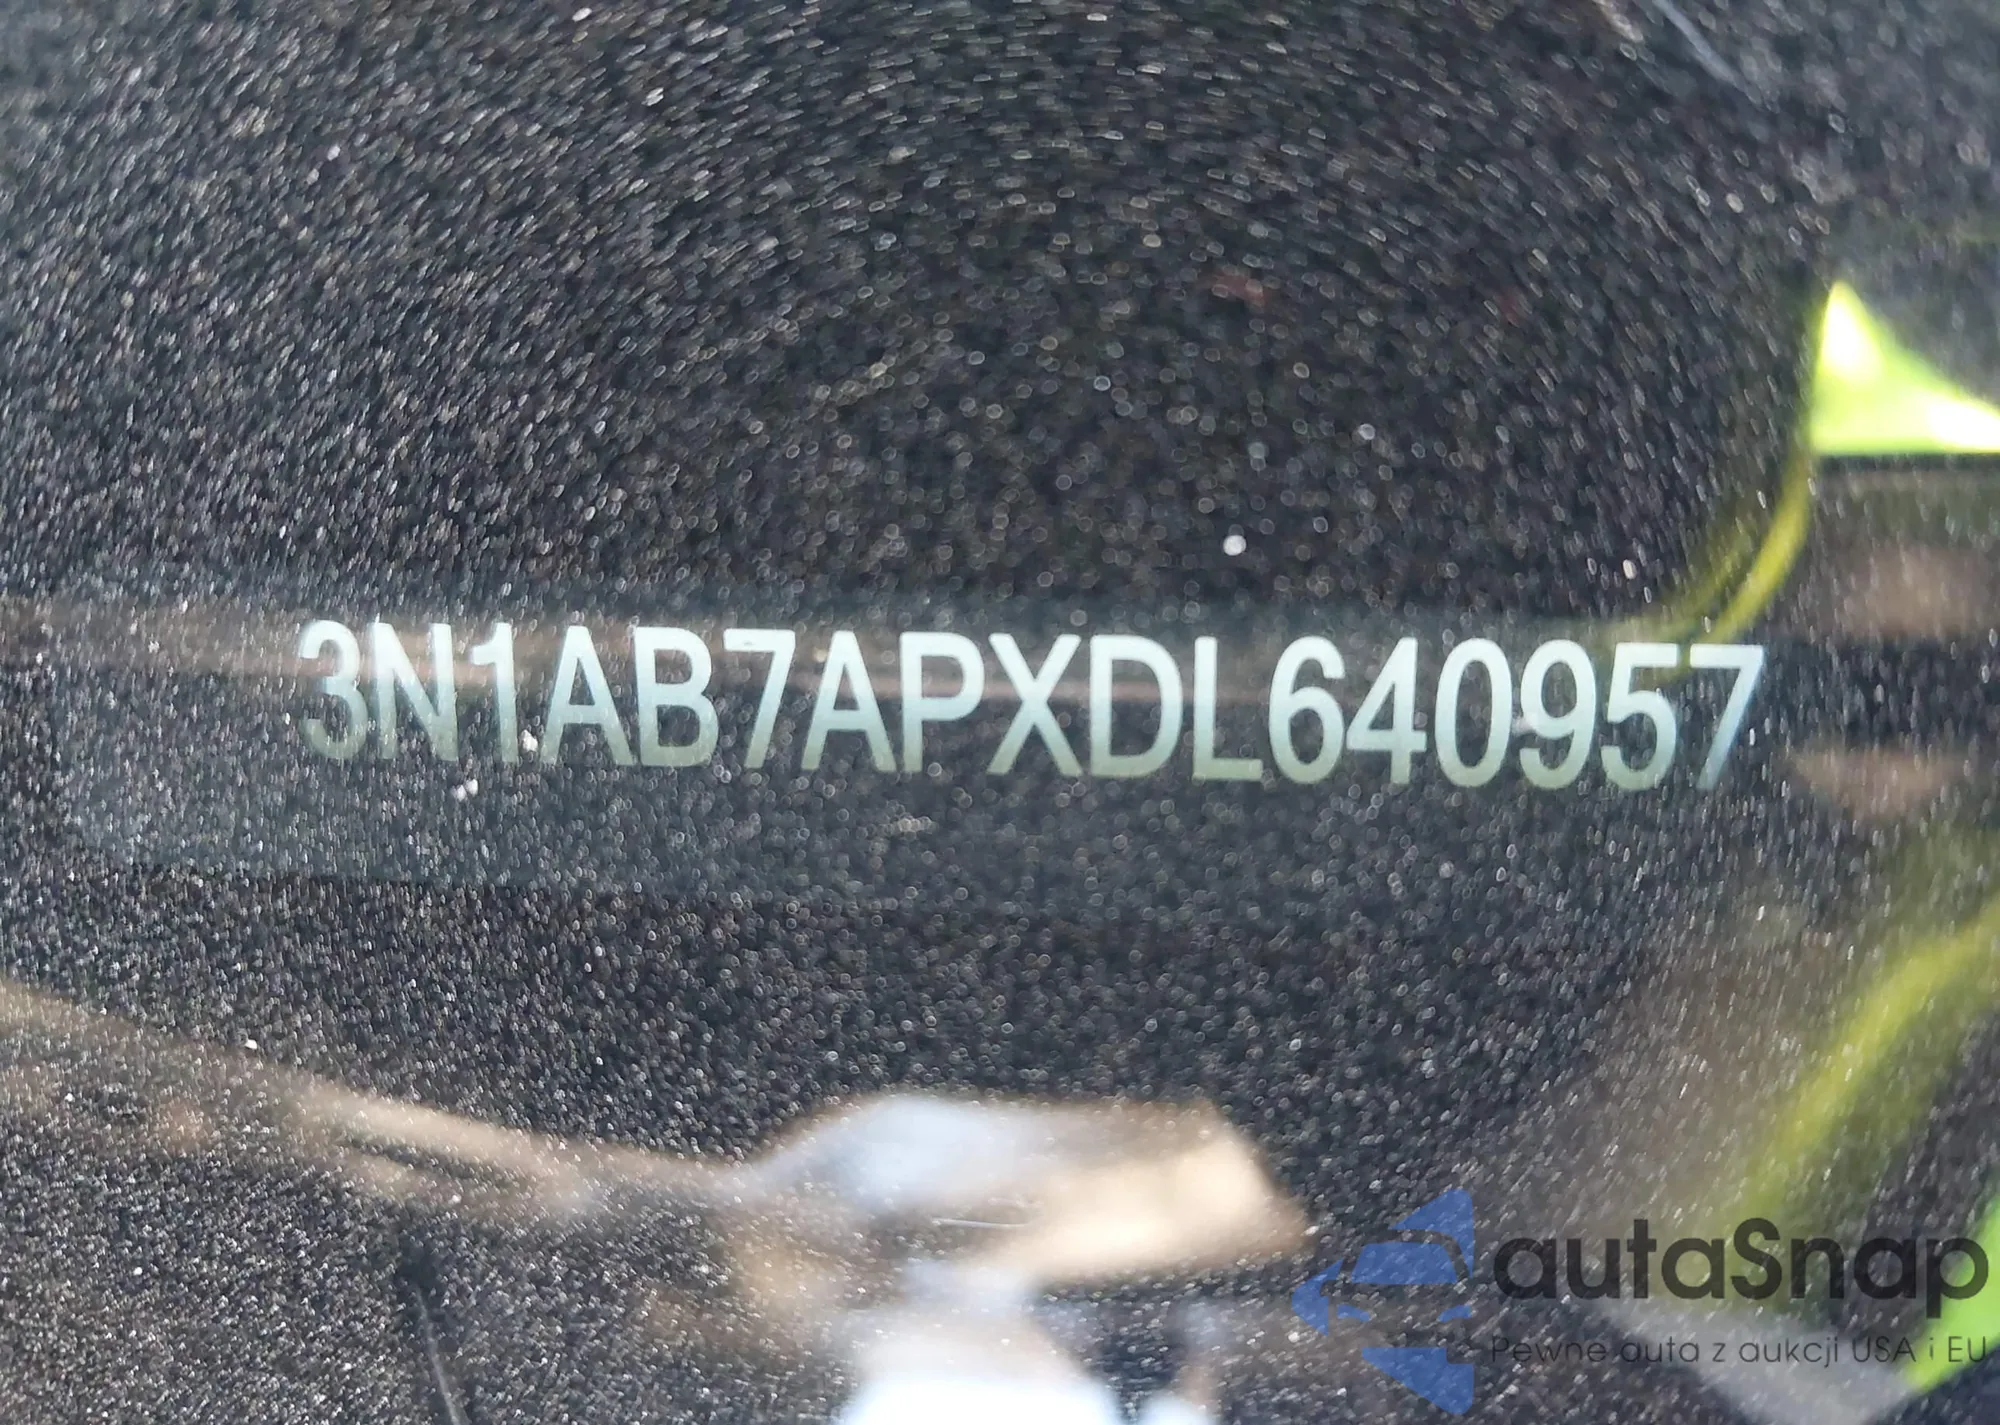 3N1AB7APXDL640957
autaSnap
Pewne auta z aukcji USA i EU